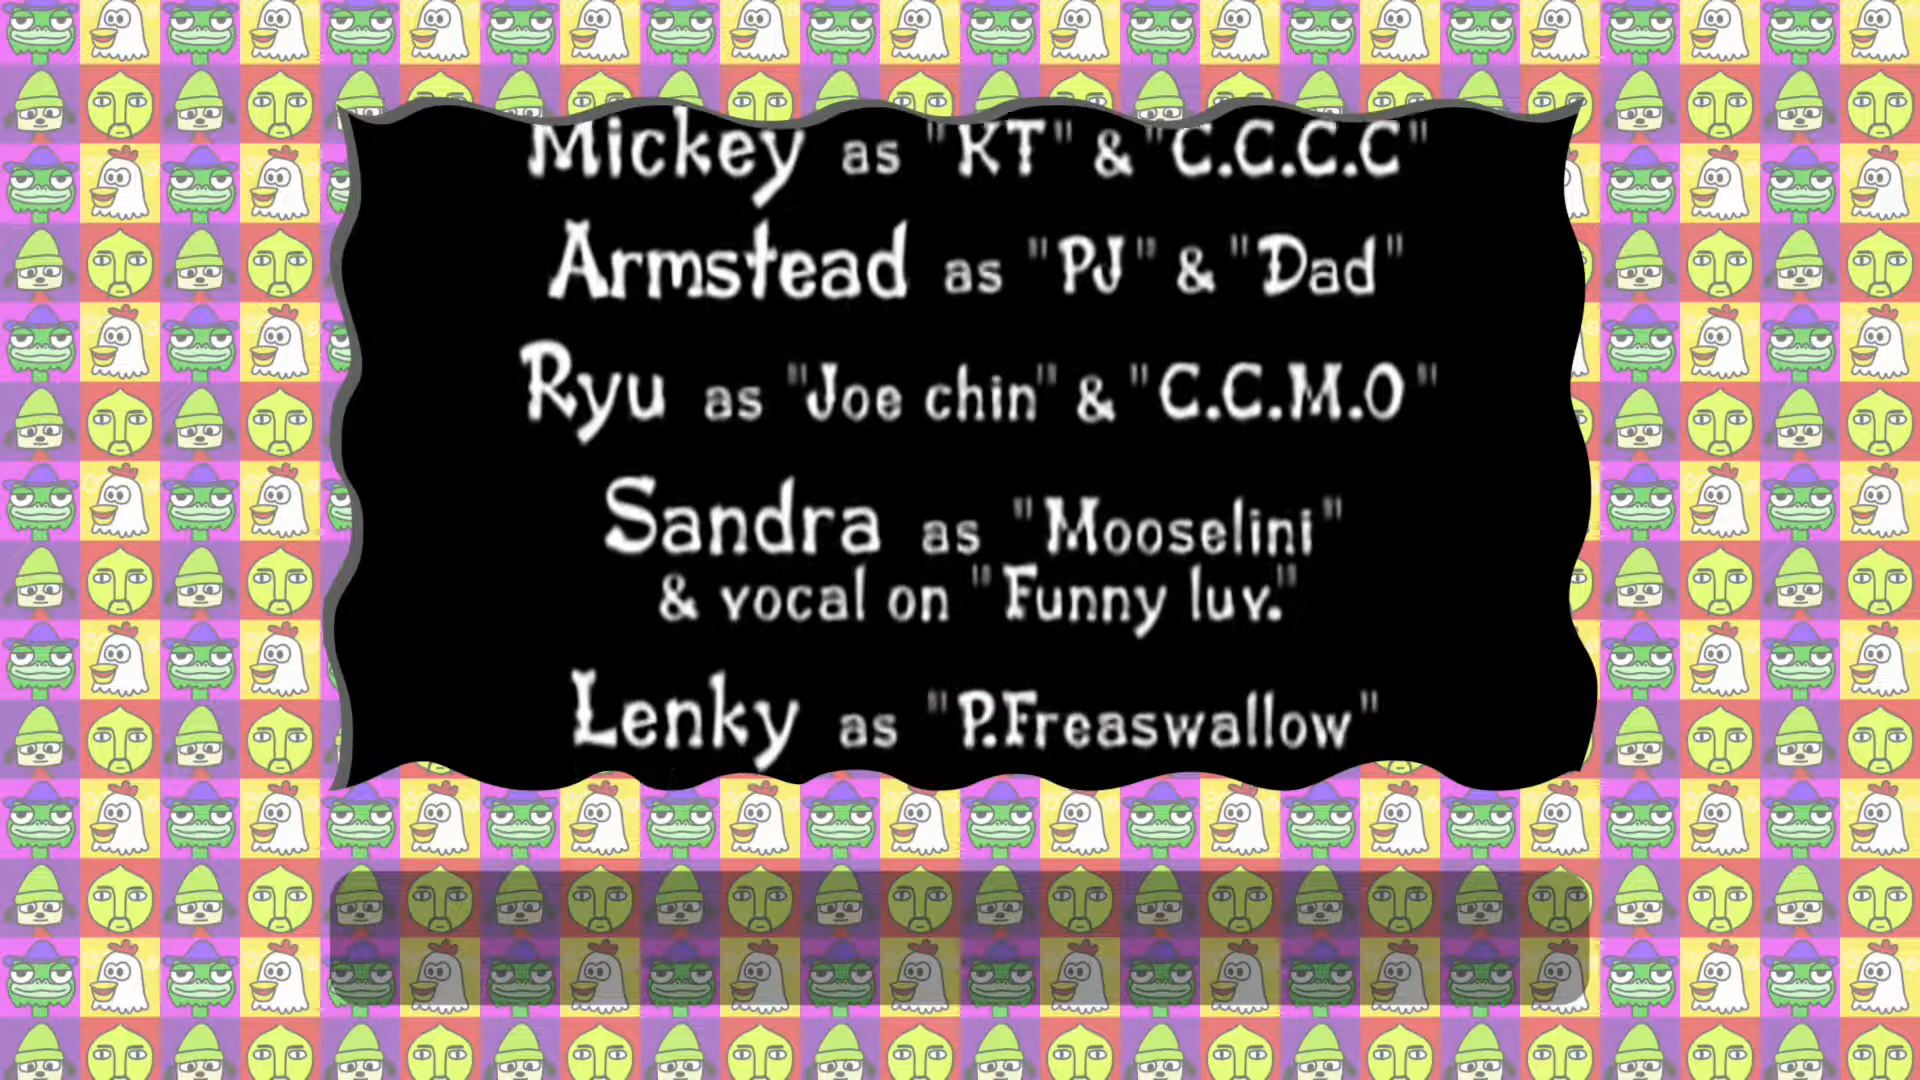 Mickey as "KT" & "C.C.C.C"
Armstead as "PJ" & "Dad"
Ryu as "Joe chin" & "C.C.M.O"
Sandra as "Mooselini"
& vocal on "Funny luv."
Lenky as "P.Freaswallow"